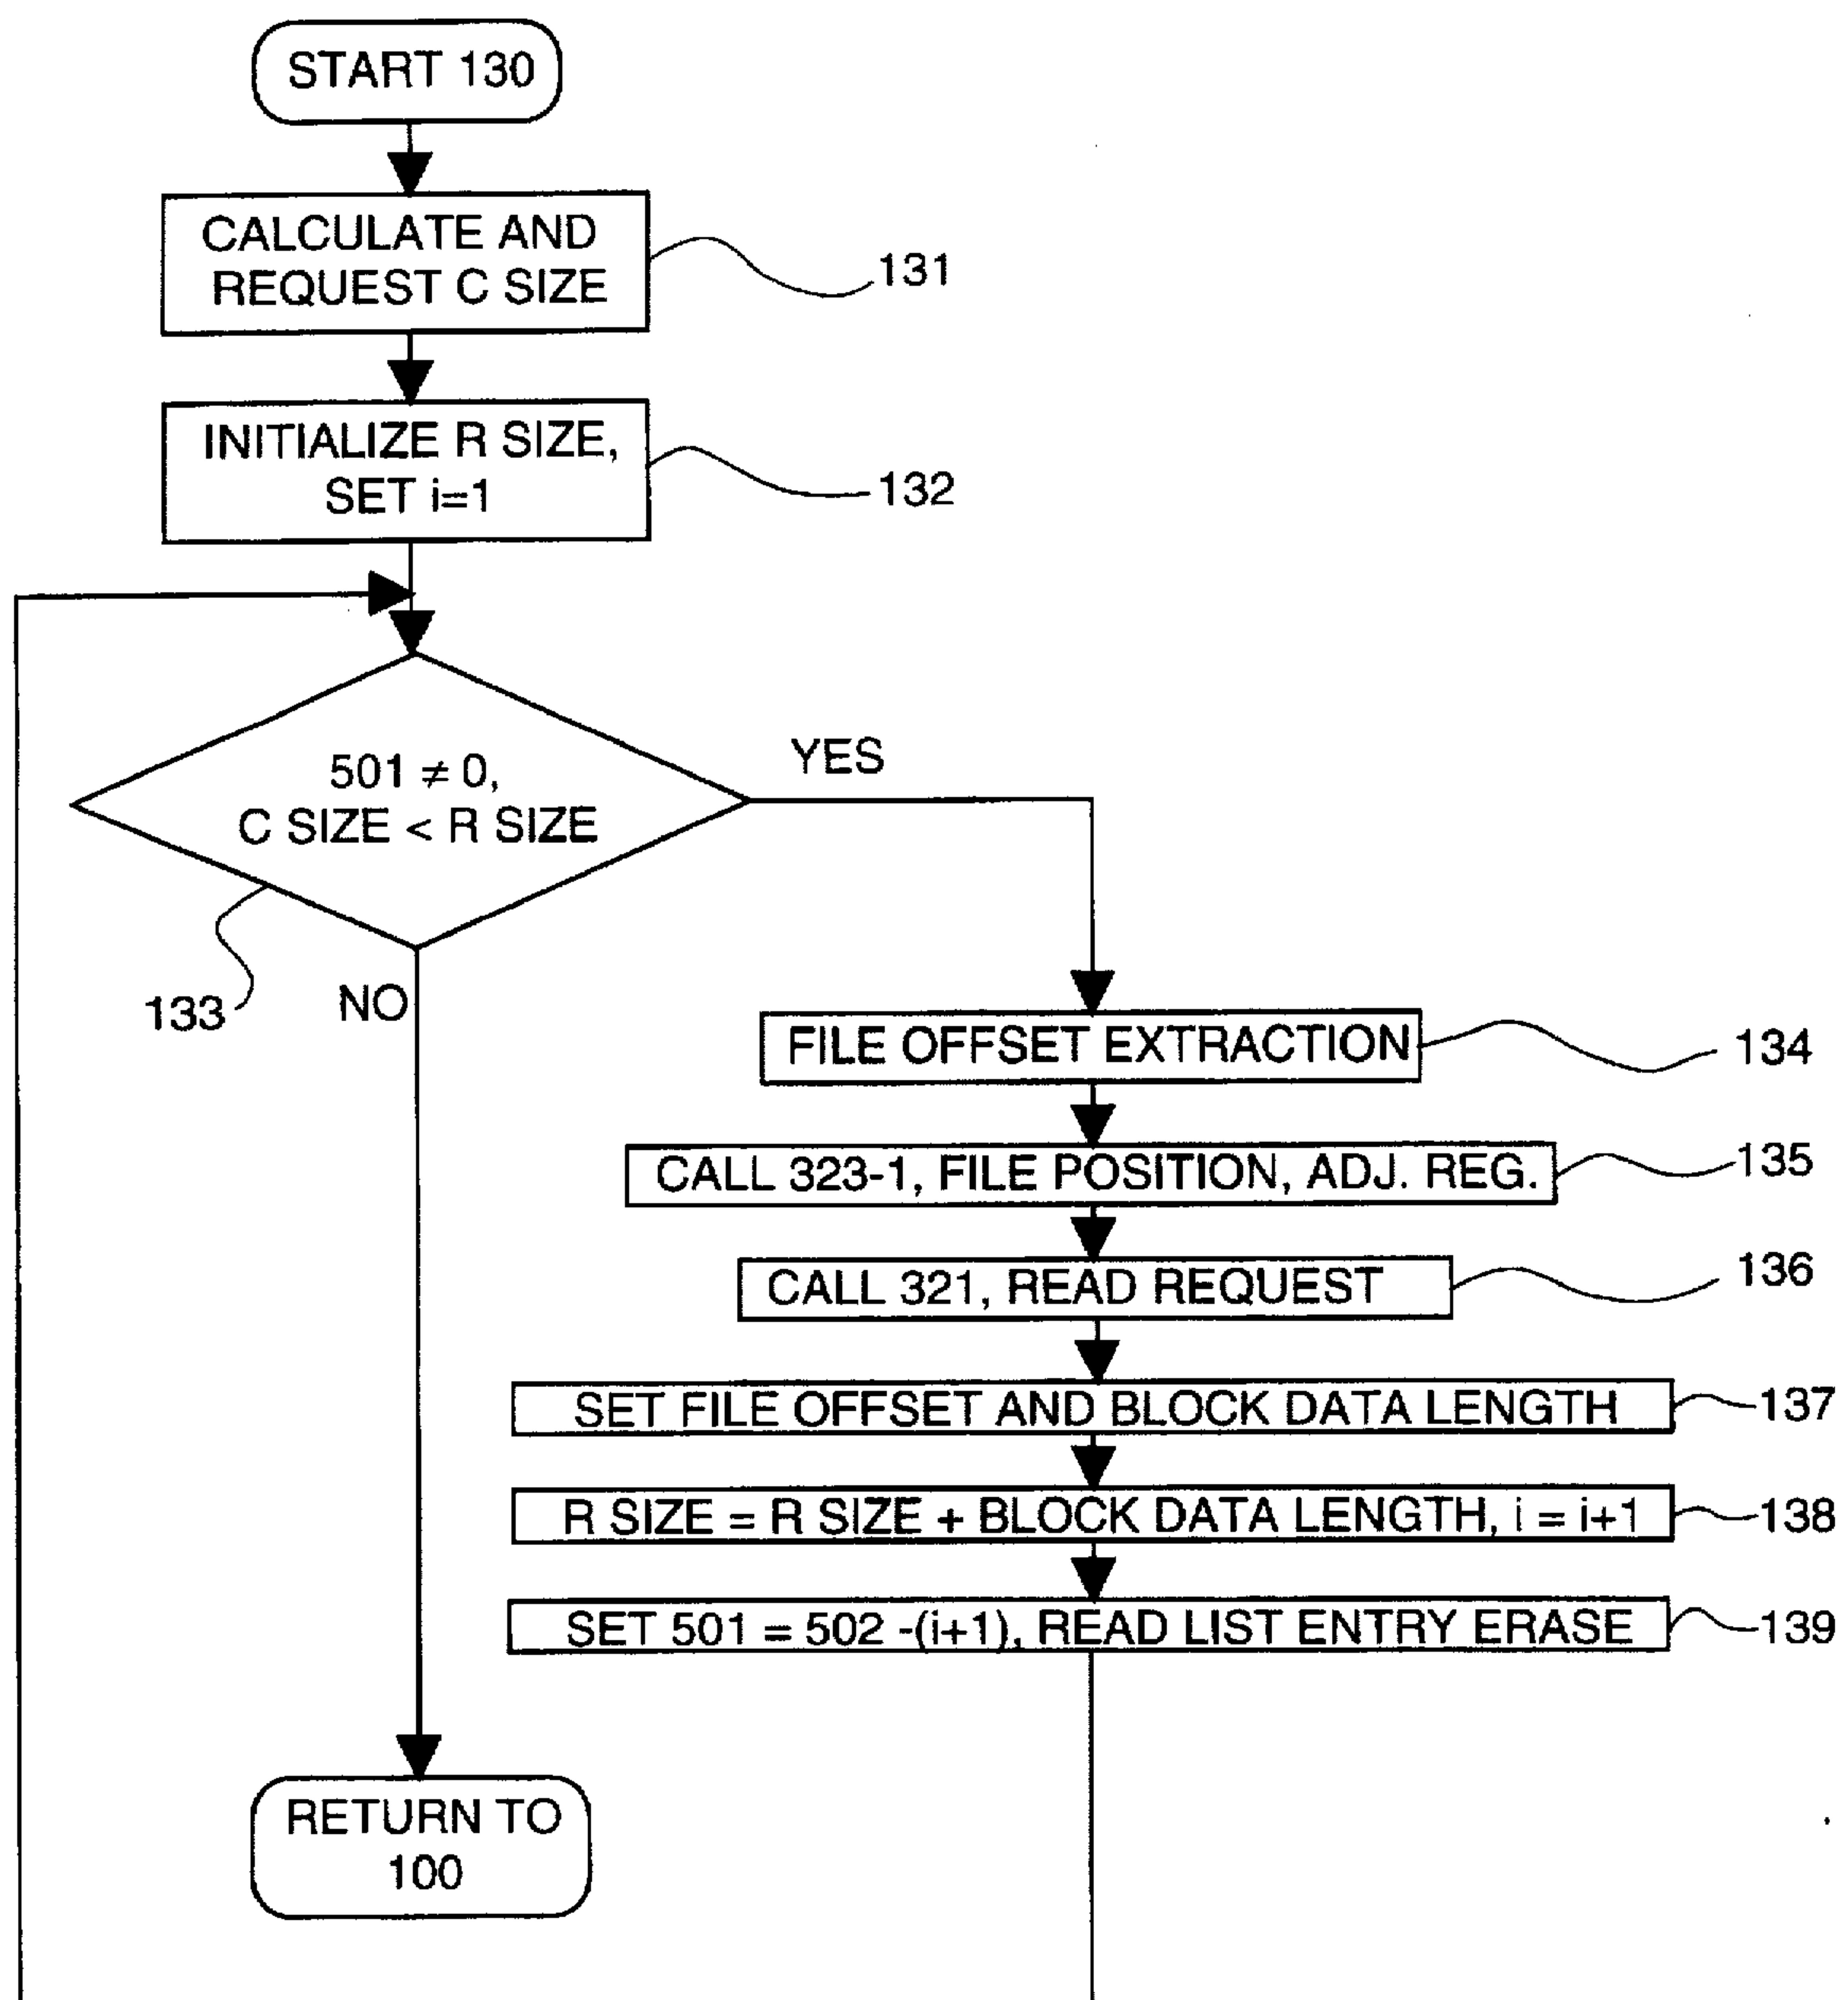 START 130
CALCULATE AND
REQUEST C SIZE
131
INITIALIZE R SIZE,
SET i=1
132
501 ≠ 0,
C SIZE < R SIZE
YES
133
NO
FILE OFFSET EXTRACTION
134
CALL 323-1, FILE POSITION, ADJ. REG.
135
CALL 321, READ REQUEST
136
SET FILE OFFSET AND BLOCK DATA LENGTH
137
R SIZE = R SIZE + BLOCK DATA LENGTH, i = i+1
138
SET 501 = 502 -(i+1), READ LIST ENTRY ERASE
139
RETURN TO
100